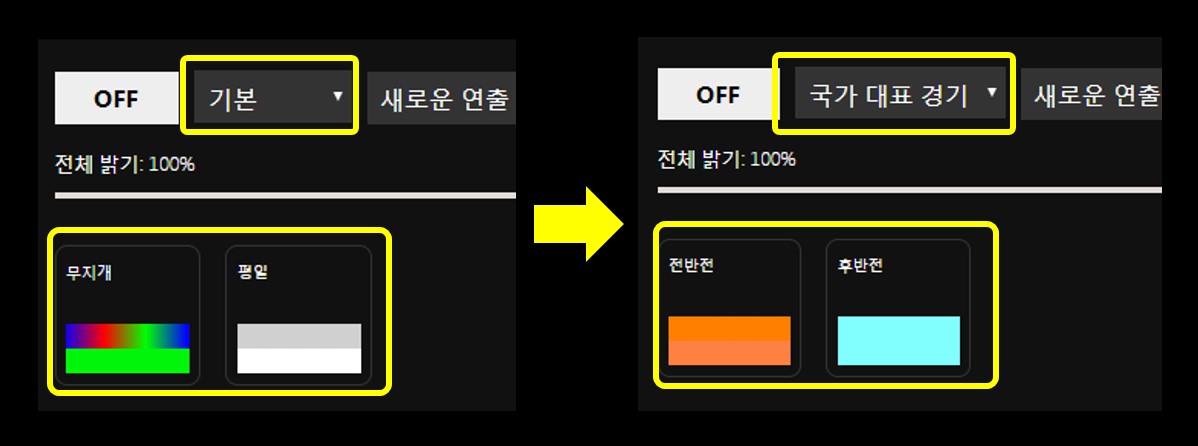 OFF
기본 ▼
새로운 연출
전체 밝기: 100%
무지개
평일
OFF
국가 대표 경기 ▼
새로운 연출
전체 밝기: 100%
전반전
후반전